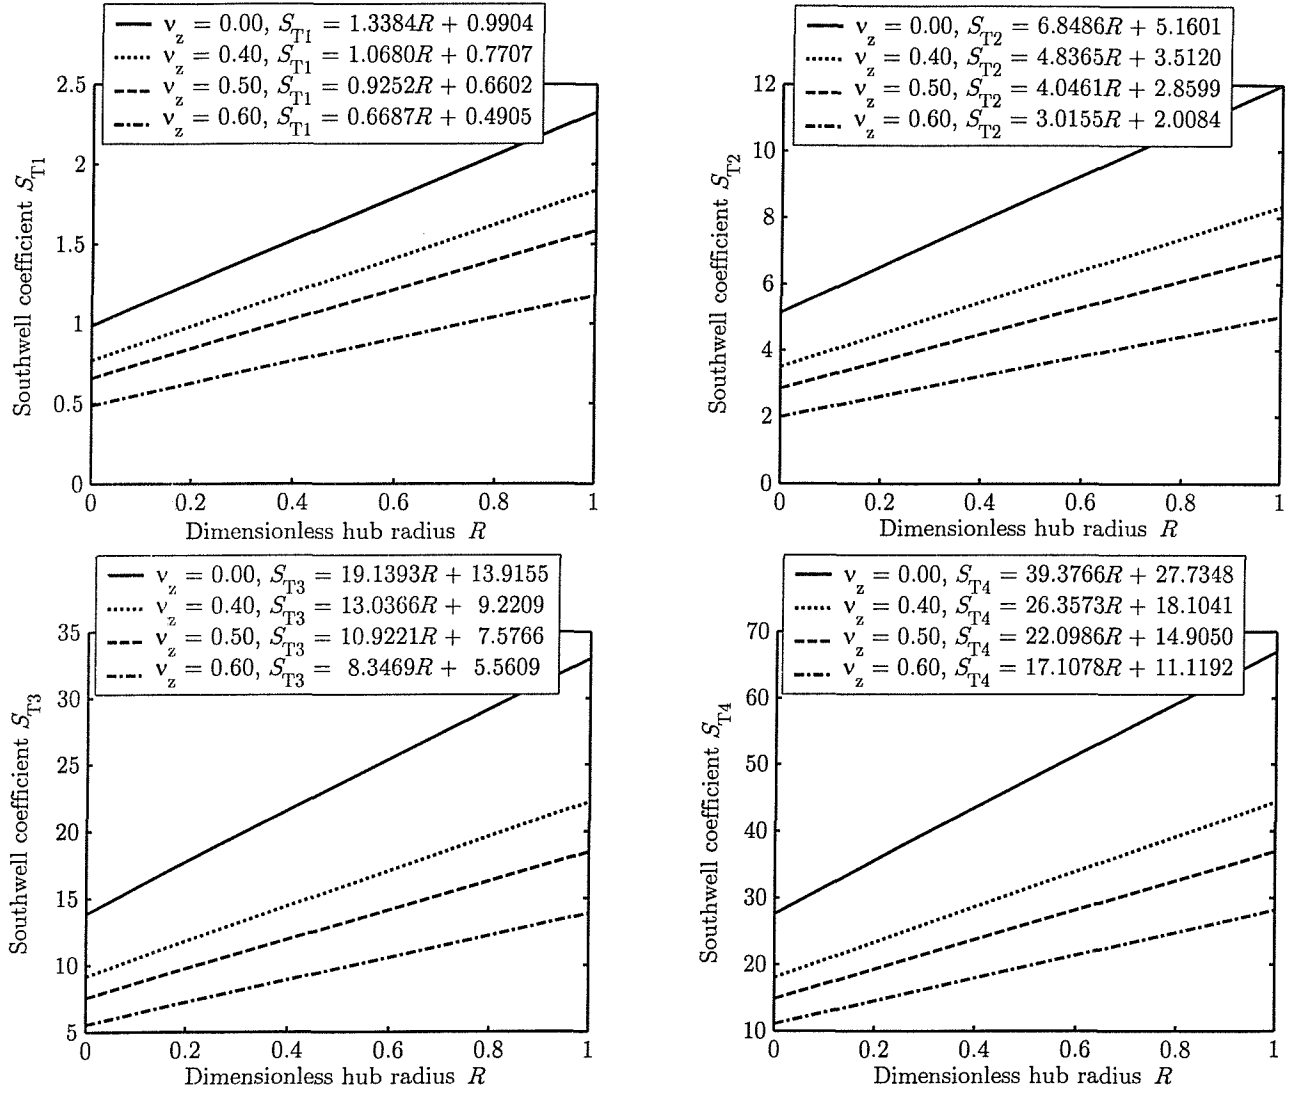 ν_z = 0.00, S_T1 = 1.3384R + 0.9904
ν_z = 0.40, S_T1 = 1.0680R + 0.7707
ν_z = 0.50, S_T1 = 0.9252R + 0.6602
ν_z = 0.60, S_T1 = 0.6687R + 0.4905
2.5
2
1.5
1
0.5
0
Southwell coefficient S_T1
0 0.2 0.4 0.6 0.8 1
Dimensionless hub radius R
ν_z = 0.00, S_T2 = 6.8486R + 5.1601
ν_z = 0.40, S_T2 = 4.8365R + 3.5120
ν_z = 0.50, S_T2 = 4.0461R + 2.8599
ν_z = 0.60, S_T2 = 3.0155R + 2.0084
12
10
8
6
4
2
0
Southwell coefficient S_T2
0 0.2 0.4 0.6 0.8 1
Dimensionless hub radius R
ν_z = 0.00, S_T3 = 19.1393R + 13.9155
ν_z = 0.40, S_T3 = 13.0366R + 9.2209
ν_z = 0.50, S_T3 = 10.9221R + 7.5766
ν_z = 0.60, S_T3 = 8.3469R + 5.5609
35
30
25
20
15
10
5
Southwell coefficient S_T3
0 0.2 0.4 0.6 0.8 1
Dimensionless hub radius R
ν_z = 0.00, S_T4 = 39.3766R + 27.7348
ν_z = 0.40, S_T4 = 26.3573R + 18.1041
ν_z = 0.50, S_T4 = 22.0986R + 14.9050
ν_z = 0.60, S_T4 = 17.1078R + 11.1192
70
60
50
40
30
20
10
Southwell coefficient S_T4
0 0.2 0.4 0.6 0.8 1
Dimensionless hub radius R